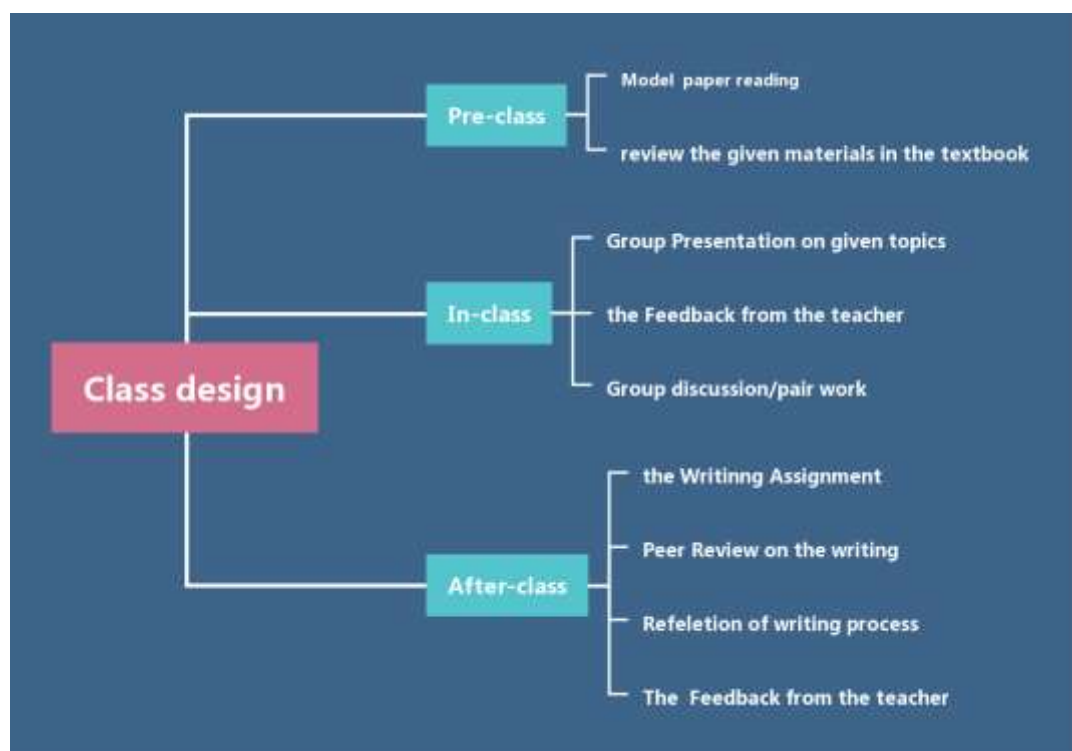 Class design
Pre-class
Model paper reading
review the given materials in the textbook
In-class
Group Presentation on given topics
the Feedback from the teacher
Group discussion/pair work
After-class
the Writinng Assignment
Peer Review on the writing
Refeletion of writing process
The Feedback from the teacher